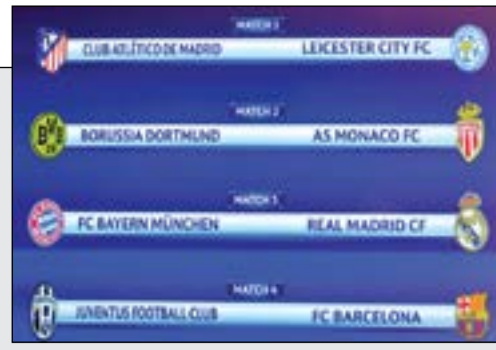 MATCH 1
CLUB ATLÉTICO DE MADRID LEICESTER CITY FC
MATCH 2
BORUSSIA DORTMUND AS MONACO FC
MATCH 3
FC BAYERN MÜNCHEN REAL MADRID CF
MATCH 4
JUVENTUS FOOTBALL CLUB FC BARCELONA